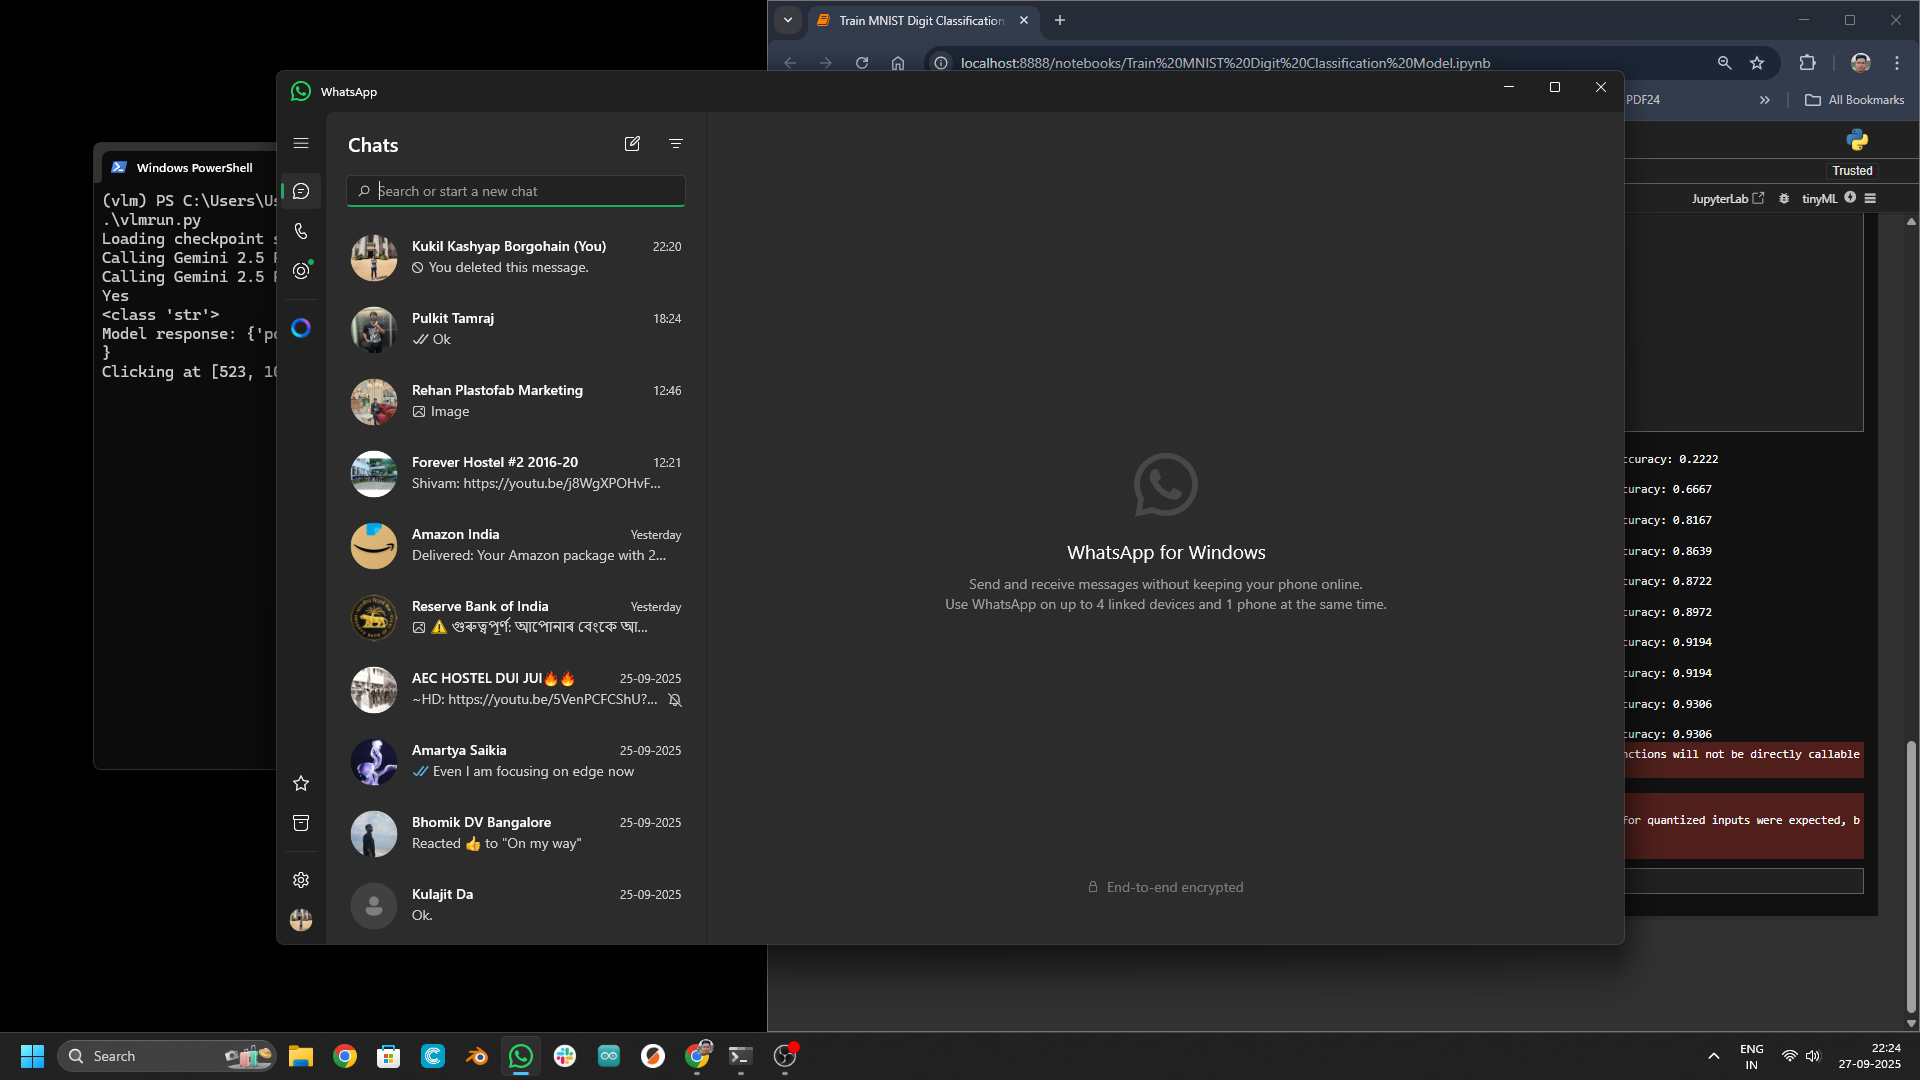 Train MNIST Digit Classification
localhost:8888/notebooks/Train%20MNIST%20Digit%20Classification%20Model.ipynb
PDF24
All Bookmarks
Trusted
JupyterLab
tinyML
Windows PowerShell
(vlm) PS C:\Users\Us
.\vlmrun.py
Loading checkpoint s
Calling Gemini 2.5
Calling Gemini 2.5
Yes
<class 'str'>
Model response: {'po
}
Clicking at [523, 10
WhatsApp
Chats
Search or start a new chat
Kukil Kashyap Borgohain (You) 22:20
You deleted this message.
Pulkit Tamraj 18:24
Ok
Rehan Plastofab Marketing 12:46
Image
Forever Hostel #2 2016-20 12:21
Shivam: https://youtu.be/j8WgXPOHvF...
Amazon India Yesterday
Delivered: Your Amazon package with 2...
Reserve Bank of India Yesterday
⚠️ গুৰুত্বপূৰ্ণ: আপোনাৰ বেংকে আ...
AEC HOSTEL DUI JUI🔥🔥 25-09-2025
~HD: https://youtu.be/5VenPCFCShU?...
Amartya Saikia 25-09-2025
Even I am focusing on edge now
Bhomik DV Bangalore 25-09-2025
Reacted 👍 to "On my way"
Kulajit Da 25-09-2025
Ok.
WhatsApp for Windows
Send and receive messages without keeping your phone online.
Use WhatsApp on up to 4 linked devices and 1 phone at the same time.
End-to-end encrypted
ccuracy: 0.2222
curacy: 0.6667
curacy: 0.8167
curacy: 0.8639
curacy: 0.8722
curacy: 0.8972
curacy: 0.9194
curacy: 0.9194
curacy: 0.9306
curacy: 0.9306
nctions will not be directly callable
For quantized inputs were expected, b
Search
ENG
IN
22:24
27-09-2025